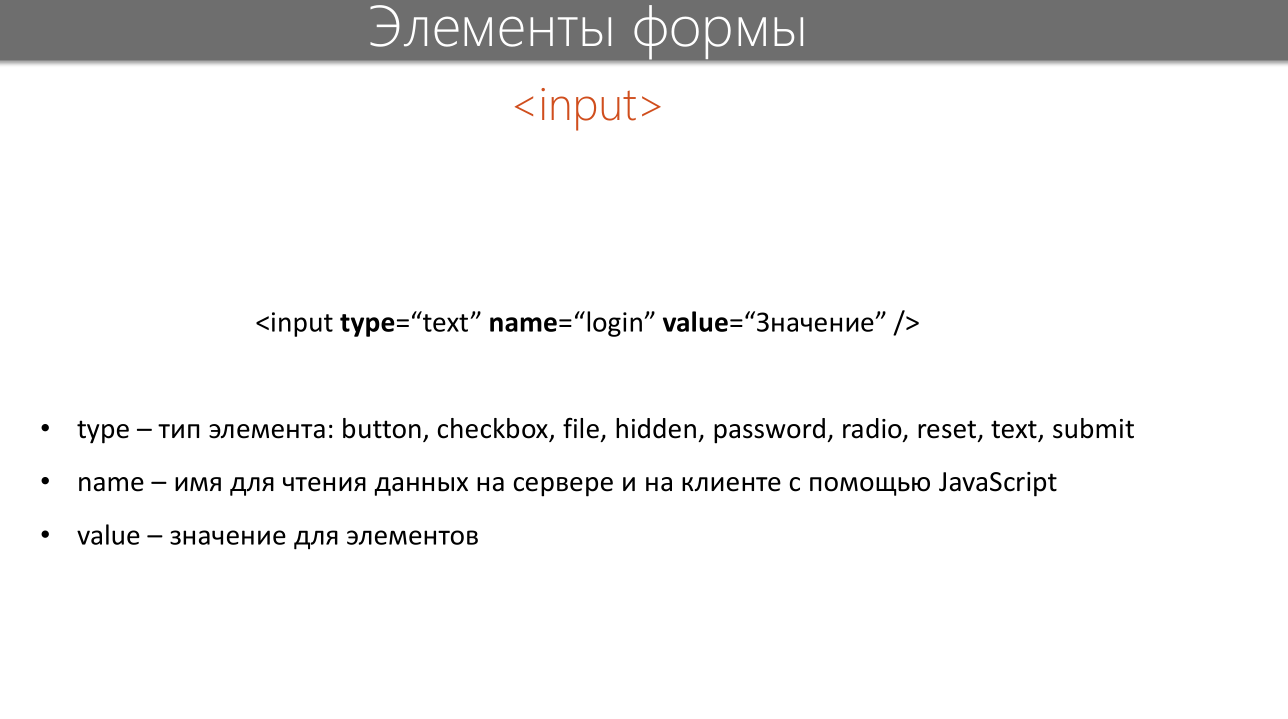 Элементы формы
<input>
<input type=“text” name=“login” value=“Значение” />
• type – тип элемента: button, checkbox, file, hidden, password, radio, reset, text, submit
• name – имя для чтения данных на сервере и на клиенте с помощью JavaScript
• value – значение для элементов